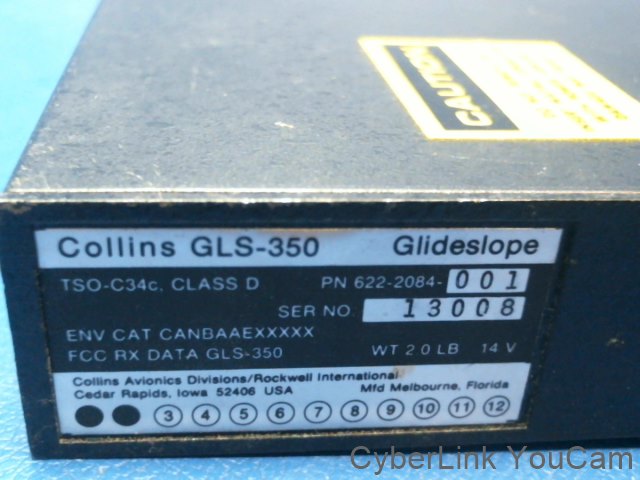 CAUTION
Collins GLS-350 Glideslope
TSO-C34c, CLASS D PN 622-2084-001
SER NO. 13008
ENV CAT CANBAAEXXXXX
FCC RX DATA GLS-350 WT 2.0 LB 14 V
Collins Avionics Divisions/Rockwell International
Cedar Rapids, Iowa 52406 USA Mfd Melbourne, Florida
3 4 5 6 7 8 9 10 11 12
CyberLink YouCam